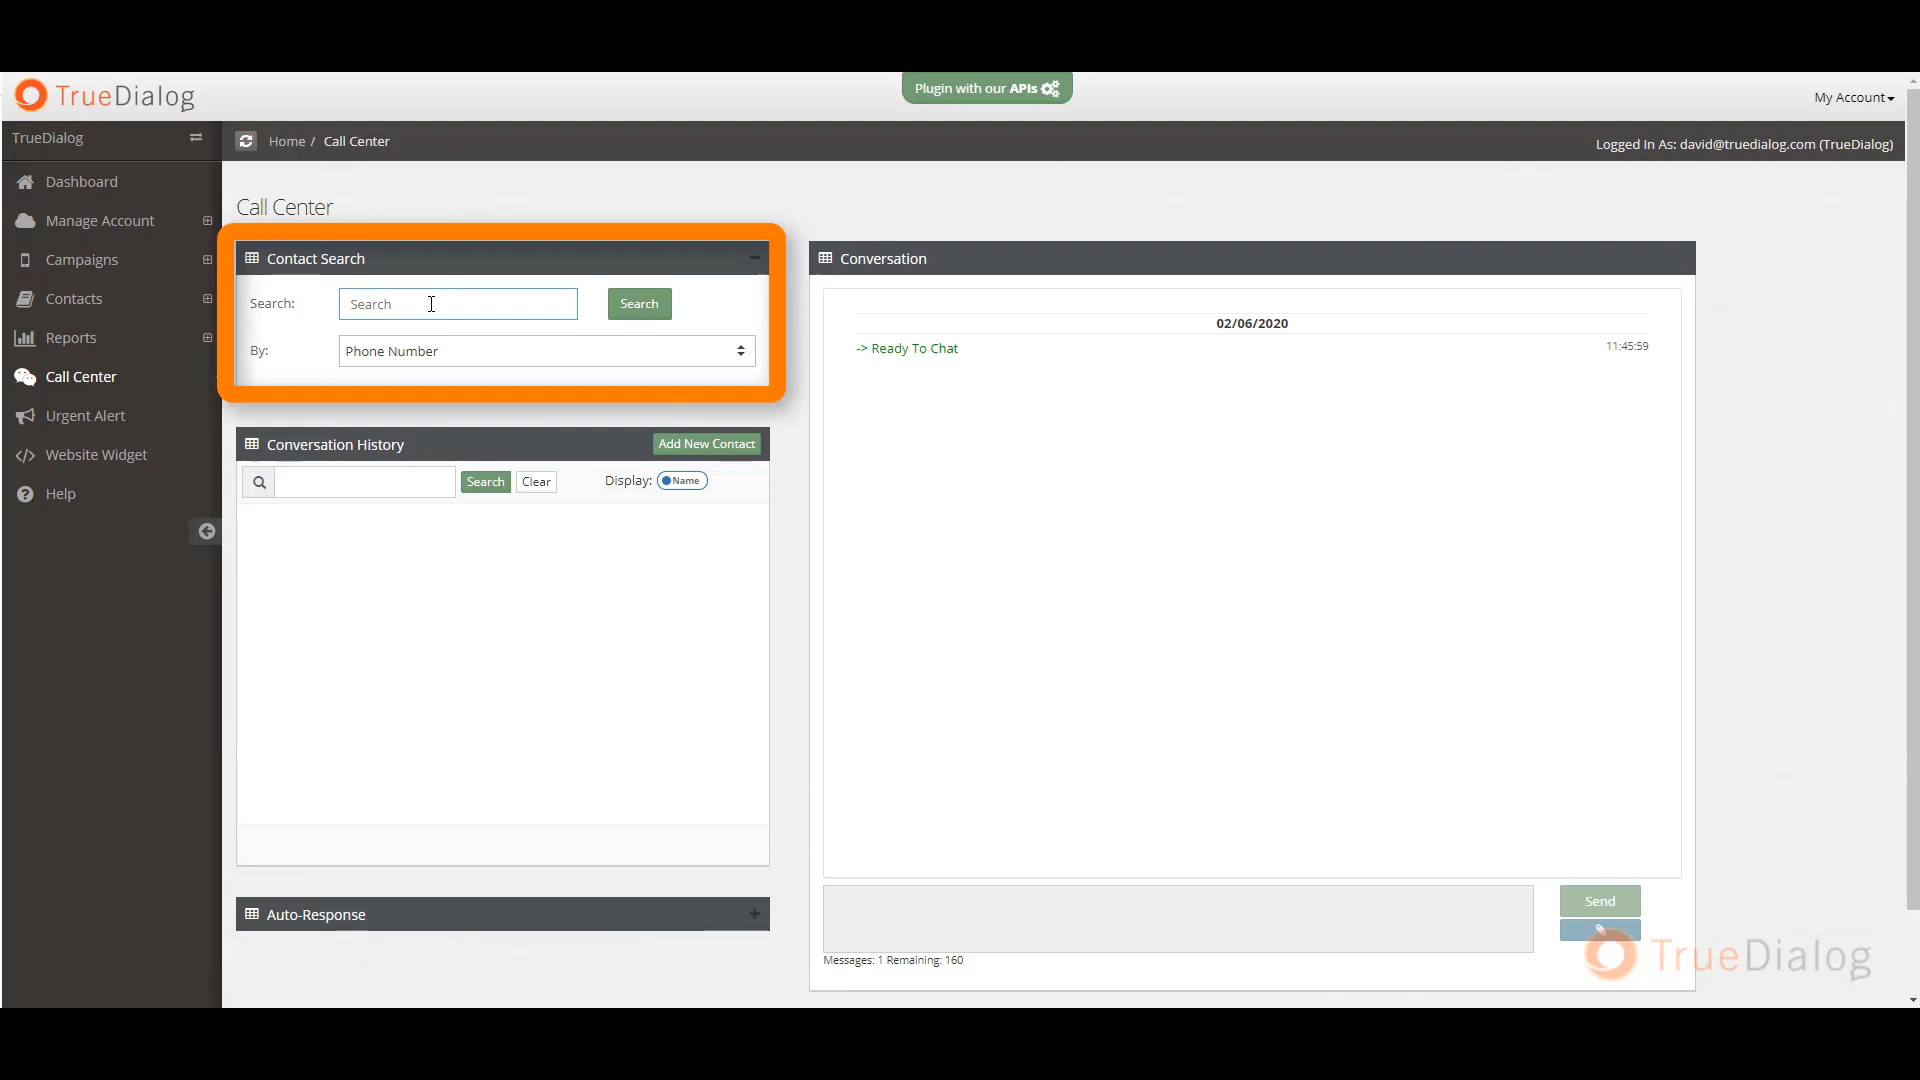 TrueDialog
Plugin with our APIs
My Account
TrueDialog
Home / Call Center
Logged In As: david@truedialog.com (TrueDialog)
Dashboard
Manage Account
Campaigns
Contacts
Reports
Call Center
Urgent Alert
Website Widget
Help
Call Center
Contact Search
Search:
Search
Search
By:
Phone Number
Conversation History
Add New Contact
Search
Clear
Display:
Name
Auto-Response
Conversation
02/06/2020
-> Ready To Chat
11:45:59
Send
Messages: 1 Remaining: 160
TrueDialog